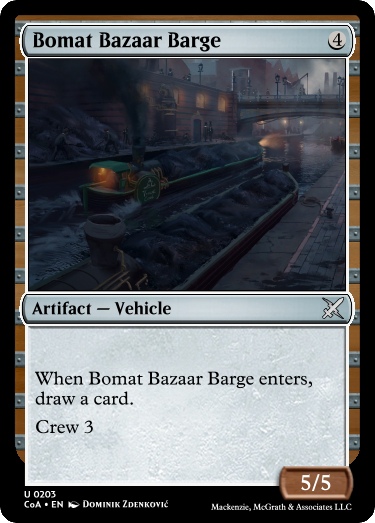 Bomat Bazaar Barge 4
Artifact — Vehicle
When Bomat Bazaar Barge enters,
draw a card.
Crew 3
5/5
U 0203
CoA • EN Dominik Zdenković
Mackenzie, McGrath & Associates LLC